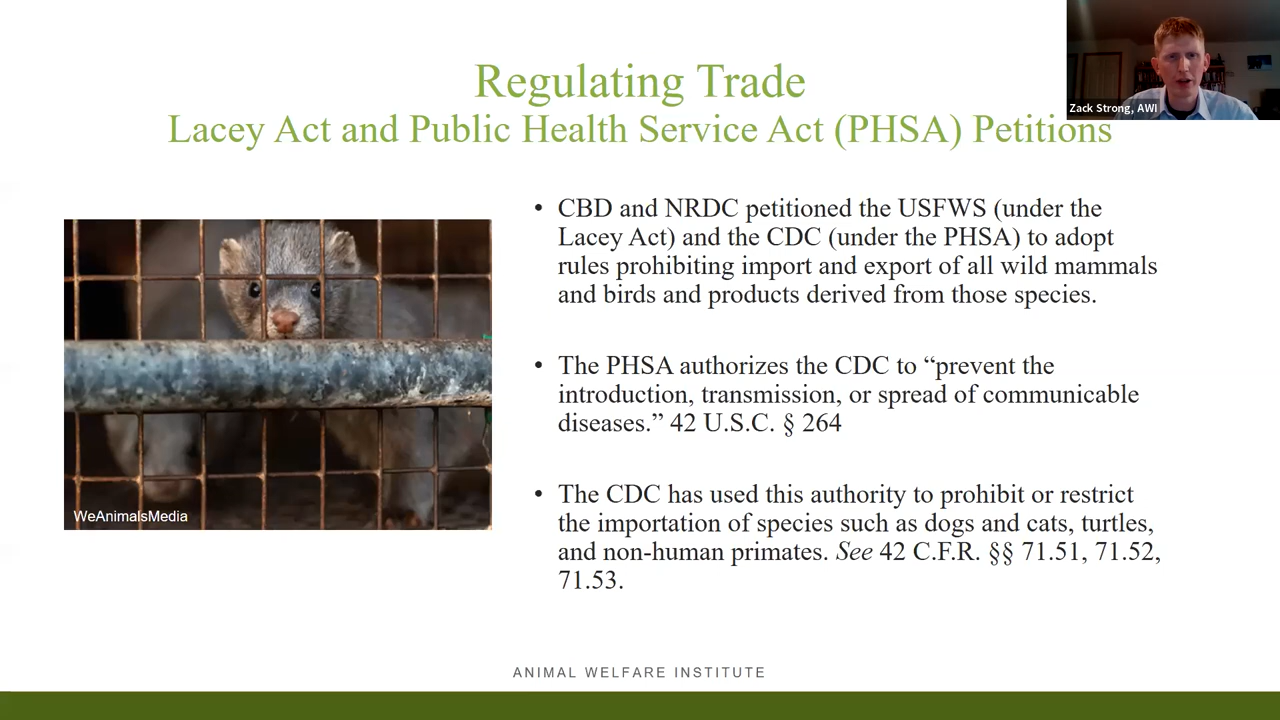 Regulating Trade
Lacey Act and Public Health Service Act (PHSA) Petitions
Zack Strong, AWI
• CBD and NRDC petitioned the USFWS (under the
Lacey Act) and the CDC (under the PHSA) to adopt
rules prohibiting import and export of all wild mammals
and birds and products derived from those species.
• The PHSA authorizes the CDC to “prevent the
introduction, transmission, or spread of communicable
diseases.” 42 U.S.C. § 264
• The CDC has used this authority to prohibit or restrict
the importation of species such as dogs and cats, turtles,
and non-human primates. See 42 C.F.R. §§ 71.51, 71.52,
71.53.
WeAnimalsMedia
ANIMAL WELFARE INSTITUTE